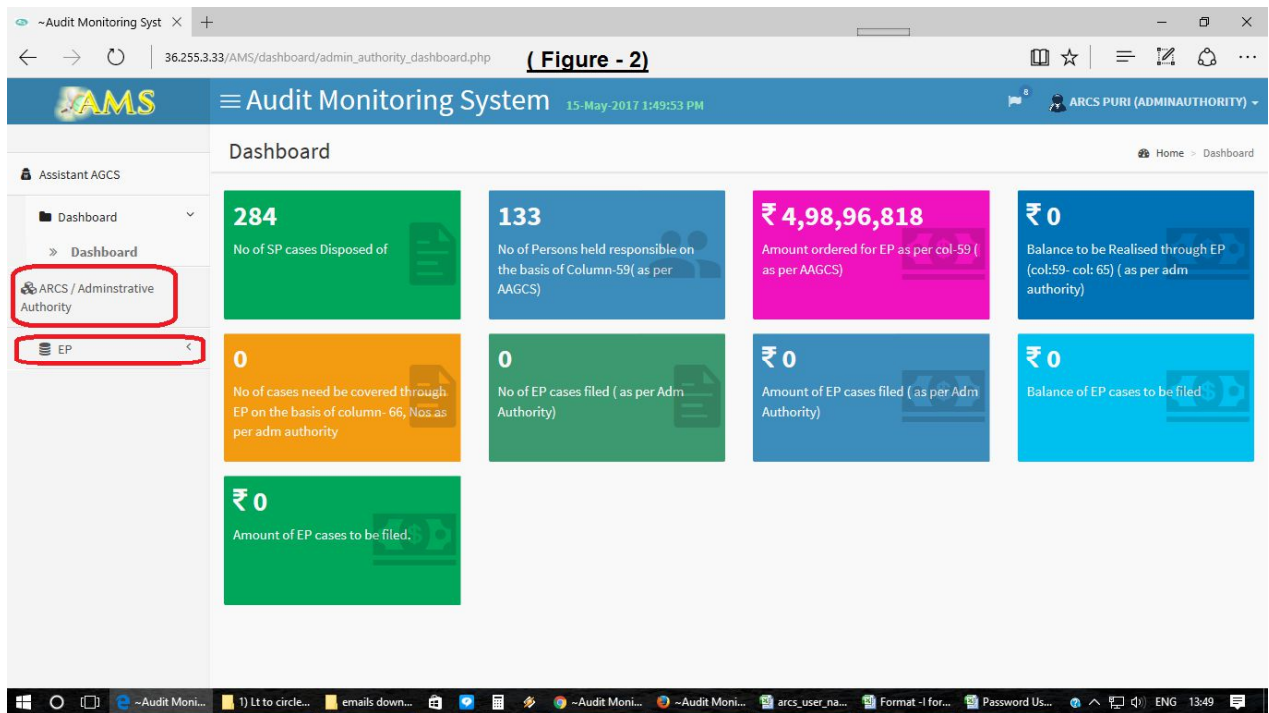 ~Audit Monitoring Syst
36.255.3.33/AMS/dashboard/admin_authority_dashboard.php
( Figure - 2)
AMS
Audit Monitoring System 15-May-2017 1:49:53 PM
8
ARCS PURI (ADMINAUTHORITY)
Dashboard
Home > Dashboard
Assistant AGCS
Dashboard
» Dashboard
ARCS / Adminstrative
Authority
EP
284
No of SP cases Disposed of
133
No of Persons held responsible on
the basis of Column-59( as per
AAGCS)
₹ 4,98,96,818
Amount ordered for EP as per col-59 (
as per AAGCS)
₹ 0
Balance to be Realised through EP
(col:59- col: 65) ( as per adm
authority)
0
No of cases need be covered through
EP on the basis of column- 66, Nos as
per adm authority
0
No of EP cases filed ( as per Adm
Authority)
₹ 0
Amount of EP cases filed ( as per Adm
Authority)
₹ 0
Balance of EP cases to be filed
₹ 0
Amount of EP cases to be filed.
~Audit Moni... 1) Lt to circle... emails down... ~Audit Moni... ~Audit Moni... arcs_user_na... Format -I for... Password Us... ENG 13:49